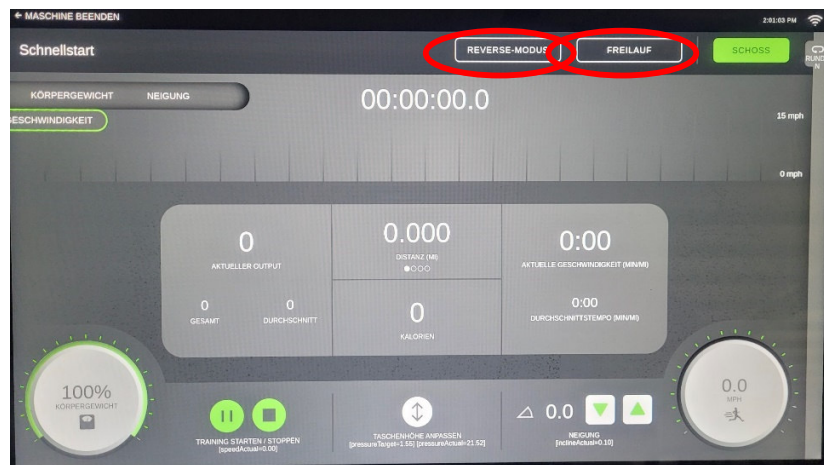 ← MASCHINE BEENDEN
2:01:03 PM
Schnellstart
REVERSE-MODUS
FREILAUF
SCHOSS
RUND
N
KÖRPERGEWICHT
NEIGUNG
00:00:00.0
GESCHWINDIGKEIT
15 mph
0 mph
0
AKTUELLER OUTPUT
0.000
DISTANZ (MI)
0:00
AKTUELLE GESCHWINDIGKEIT (MIN/MI)
0
GESAMT
0
DURCHSCHNITT
0
KALORIEN
0:00
DURCHSCHNITTSTEMPO (MIN/MI)
100%
KÖRPERGEWICHT
TRAINING STARTEN / STOPPEN
[speedActual=0.00]
TASCHENHÖHE ANPASSEN
[pressureTarget=1.55] [pressureActual=21.52]
0.0
NEIGUNG
[inclineActual=0.10]
0.0
MPH